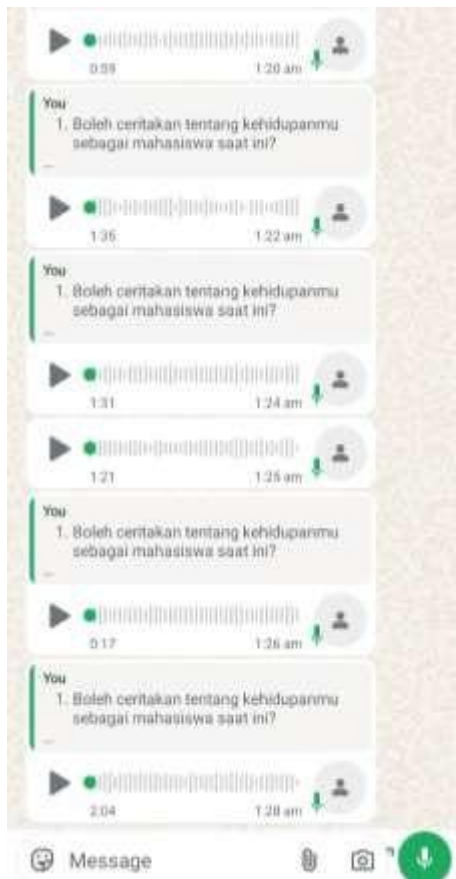 0:59 1:20 am
You
1. Boleh ceritakan tentang kehidupanmu
sebagai mahasiswa saat ini?
...
1:35 1:22 am
You
1. Boleh ceritakan tentang kehidupanmu
sebagai mahasiswa saat ini?
...
1:31 1:24 am
1:21 1:25 am
You
1. Boleh ceritakan tentang kehidupanmu
sebagai mahasiswa saat ini?
...
0:17 1:26 am
You
1. Boleh ceritakan tentang kehidupanmu
sebagai mahasiswa saat ini?
...
2:04 1:28 am
Message